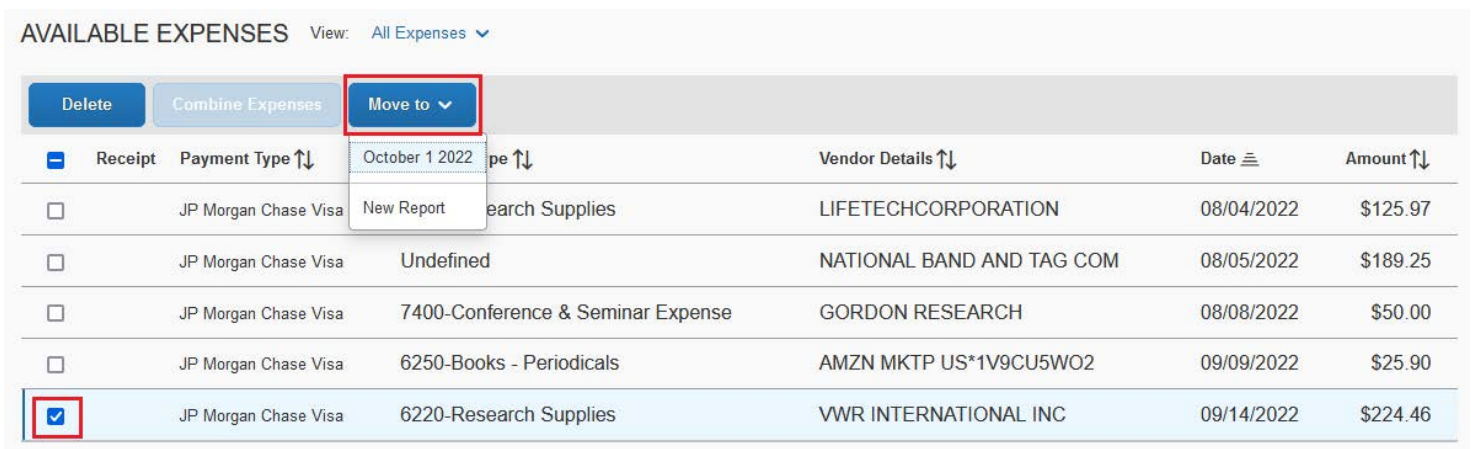 AVAILABLE EXPENSES View: All Expenses
Delete Combine Expenses Move to
Receipt Payment Type October 1 2022 pe Vendor Details Date Amount
JP Morgan Chase Visa New Report earch Supplies LIFETECHCORPORATION 08/04/2022 $125.97
JP Morgan Chase Visa Undefined NATIONAL BAND AND TAG COM 08/05/2022 $189.25
JP Morgan Chase Visa 7400-Conference & Seminar Expense GORDON RESEARCH 08/08/2022 $50.00
JP Morgan Chase Visa 6250-Books - Periodicals AMZN MKTP US*1V9CU5WO2 09/09/2022 $25.90
JP Morgan Chase Visa 6220-Research Supplies VWR INTERNATIONAL INC 09/14/2022 $224.46